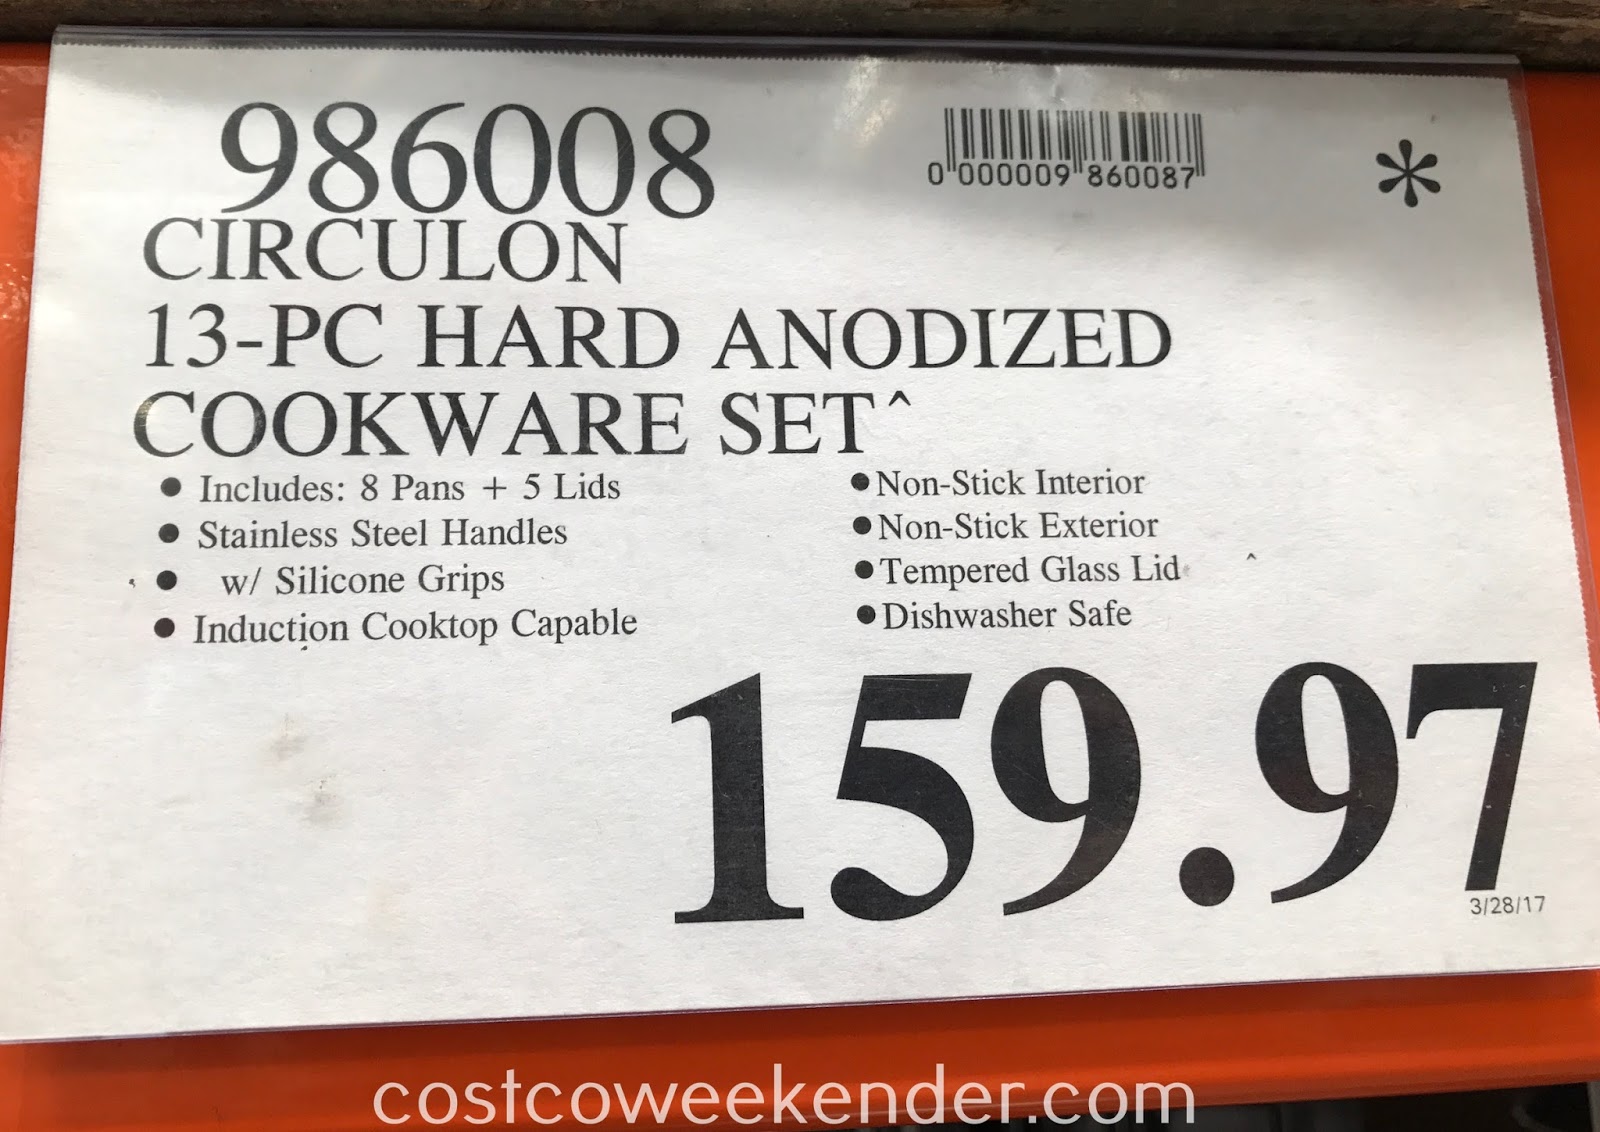 986008
0 000009 860087
*
CIRCULON
13-PC HARD ANODIZED
COOKWARE SET^
• Includes: 8 Pans + 5 Lids
• Stainless Steel Handles
• w/ Silicone Grips
• Induction Cooktop Capable
• Non-Stick Interior
• Non-Stick Exterior
• Tempered Glass Lid ^
• Dishwasher Safe
159.97
3/28/17
costcoweekender.com